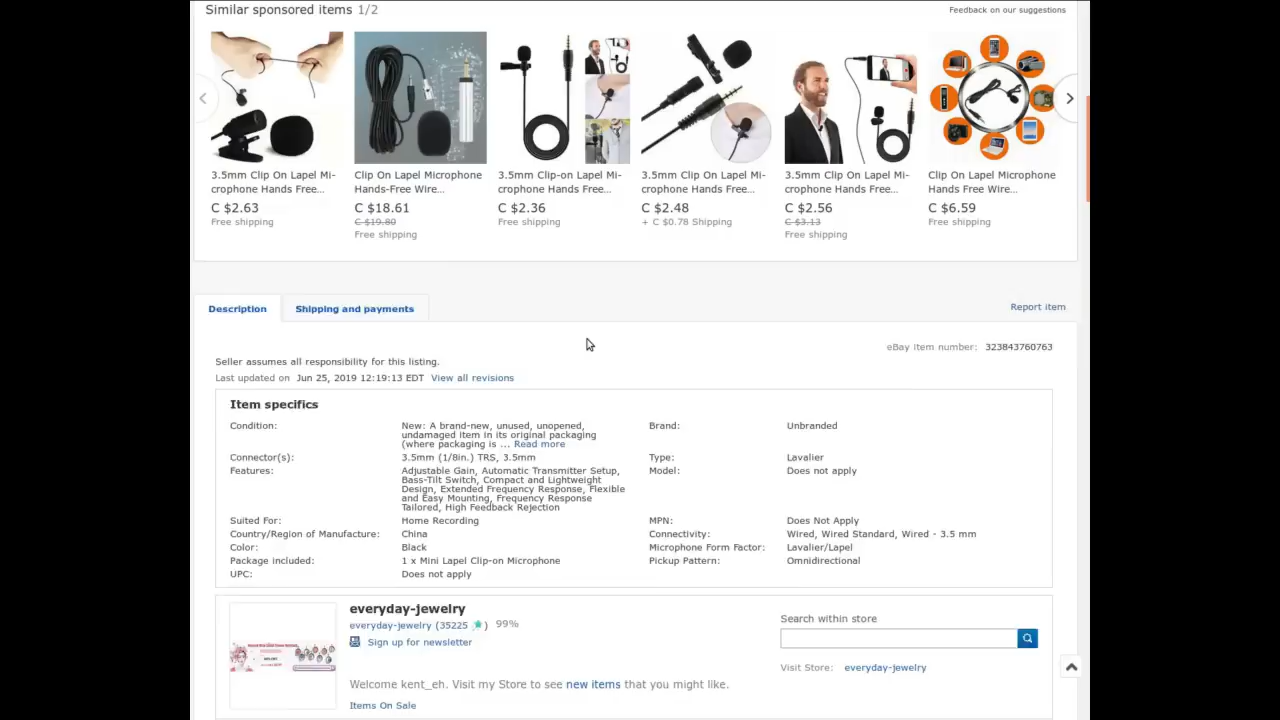 Similar sponsored items 1/2
Feedback on our suggestions
3.5mm Clip On Lapel Mi-
crophone Hands Free...
C $2.63
Free shipping
Clip On Lapel Microphone
Hands-Free Wire...
C $18.61
C $19.80
Free shipping
3.5mm Clip-on Lapel Mi-
crophone Hands Free...
C $2.36
Free shipping
3.5mm Clip On Lapel Mi-
crophone Hands Free...
C $2.48
+ C $0.78 Shipping
3.5mm Clip On Lapel Mi-
crophone Hands Free...
C $2.56
C $3.13
Free shipping
Clip On Lapel Microphone
Hands Free Wire...
C $6.59
Free shipping
Description
Shipping and payments
Report item
eBay item number: 323843760763
Seller assumes all responsibility for this listing.
Last updated on Jun 25, 2019 12:19:13 EDT View all revisions
Item specifics
Condition: New: A brand-new, unused, unopened,
undamaged item in its original packaging
(where packaging is ... Read more
Brand: Unbranded
Connector(s): 3.5mm (1/8in.) TRS, 3.5mm
Type: Lavalier
Features: Adjustable Gain, Automatic Transmitter Setup,
Bass-Tilt Switch, Compact and Lightweight
Design, Extended Frequency Response, Flexible
and Easy Mounting, Frequency Response
Tailored, High Feedback Rejection
Model: Does not apply
Suited For: Home Recording
MPN: Does Not Apply
Country/Region of Manufacture: China
Connectivity: Wired, Wired Standard, Wired - 3.5 mm
Color: Black
Microphone Form Factor: Lavalier/Lapel
Package included: 1 x Mini Lapel Clip-on Microphone
Pickup Pattern: Omnidirectional
UPC: Does not apply
everyday-jewelry
everyday-jewelry (35225 ) 99%
Sign up for newsletter
Welcome kent_eh. Visit my Store to see new items that you might like.
Items On Sale
Search within store
Visit Store: everyday-jewelry